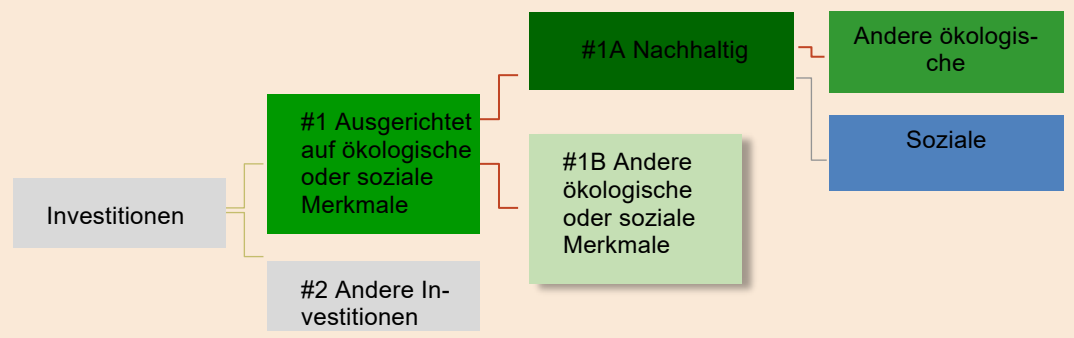 Investitionen
#1 Ausgerichtet
auf ökologische
oder soziale
Merkmale
#2 Andere In-
vestitionen
#1A Nachhaltig
#1B Andere
ökologische
oder soziale
Merkmale
Andere ökologis-
che
Soziale